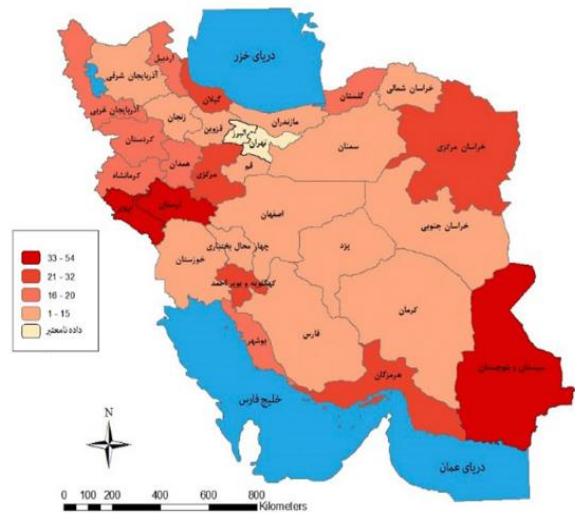 دریای خزر
اردبیل
آذربایجان شرقی
آذربایجان غربی
گیلان
گلستان
خراسان شمالی
زنجان
قزوین
مازندران
البرز
تهران
سمنان
خراسان مرکزی
کردستان
همدان
کرمانشاه
مرکزی
قم
ایلام
لرستان
اصفهان
خراسان جنوبی
چهار محال بختیاری
خوزستان
یزد
کهگیلویه و بویر احمد
کرمان
فارس
بوشهر
هرمزگان
سیستان و بلوچستان
خلیج فارس
دریای عمان
33 - 54
21 - 32
16 - 20
1 - 15
داده نامعتبر
N
0 100 200 400 600 800
Kilometers